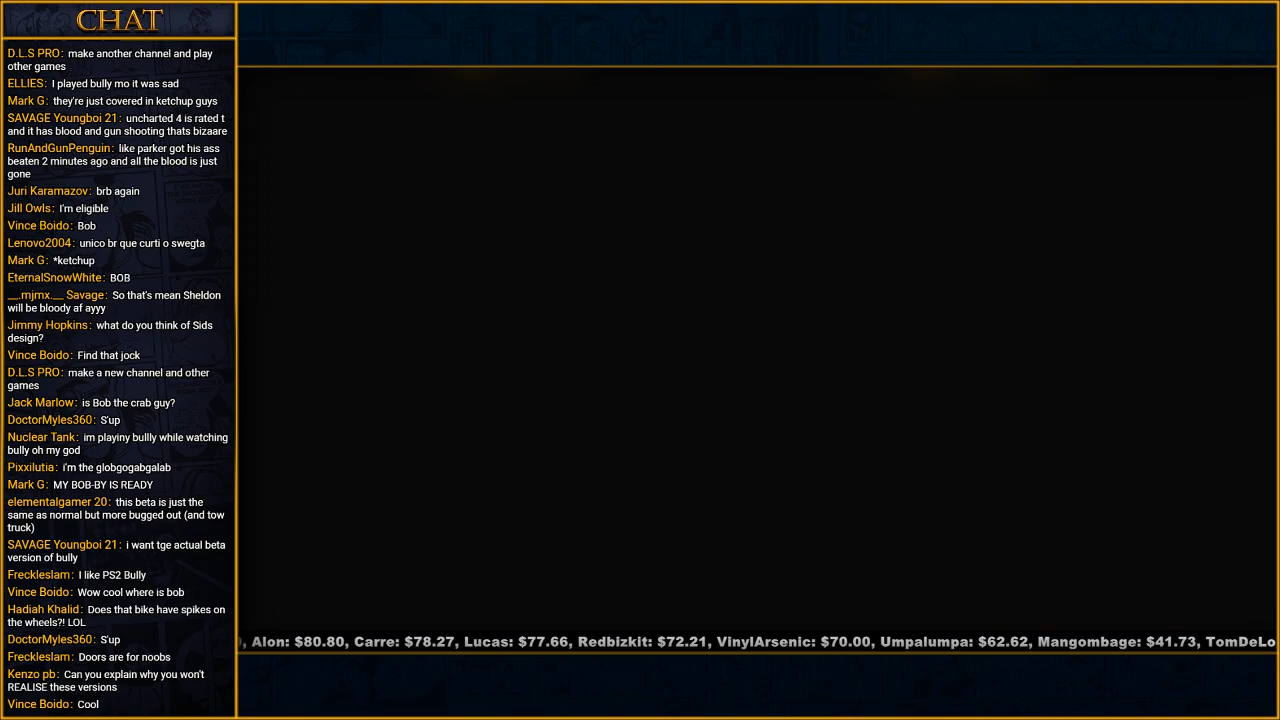 CHAT
D.L.S PRO: make another channel and play
other games
ELLIES: I played bully mo it was sad
Mark G: they're just covered in ketchup guys
SAVAGE Youngboi 21: uncharted 4 is rated t
and it has blood and gun shooting thats bizaare
RunAndGunPenguin: like parker got his ass
beaten 2 minutes ago and all the blood is just
gone
Juri Karamazov: brb again
Jill Owls: I'm eligible
Vince Boido: Bob
Lenovo2004: unico br que curti o swegta
Mark G: *ketchup
EternalSnowWhite: BOB
__.mjmx.__ Savage: So that's mean Sheldon
will be bloody af ayyy
Jimmy Hopkins: what do you think of Sids
design?
Vince Boido: Find that jock
D.L.S PRO: make a new channel and other
games
Jack Marlow: is Bob the crab guy?
DoctorMyles360: S'up
Nuclear Tank: im playiny bullly while watching
bully oh my god
Pixxilutia: i'm the globgogabgalab
Mark G: MY BOB-BY IS READY
elementalgamer 20: this beta is just the
same as normal but more bugged out (and tow
truck)
SAVAGE Youngboi 21: i want tge actual beta
version of bully
Freckleslam: I like PS2 Bully
Vince Boido: Wow cool where is bob
Hadiah Khalid: Does that bike have spikes on
the wheels?! LOL
DoctorMyles360: S'up
Freckleslam: Doors are for noobs
Kenzo pb: Can you explain why you won't
REALISE these versions
Vince Boido: Cool
, Alon: $80.80, Carre: $78.27, Lucas: $77.66, Redbizkit: $72.21, VinylArsenic: $70.00, Umpalumpa: $62.62, Mangombage: $41.73, TomDeLo